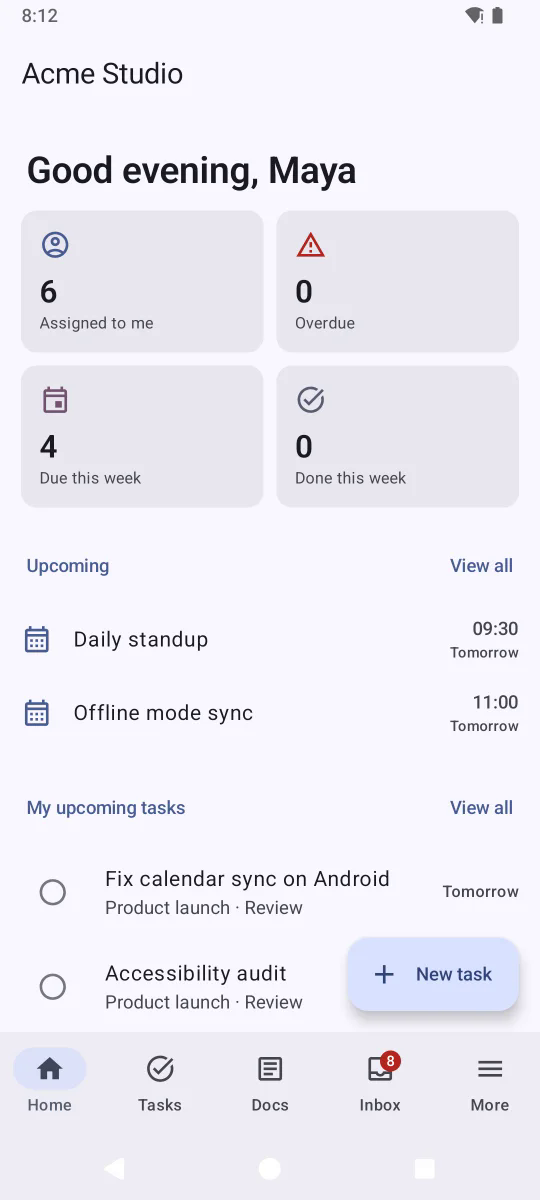 8:12
Acme Studio
Good evening, Maya
6
Assigned to me
0
Overdue
4
Due this week
0
Done this week
Upcoming
View all
Daily standup
09:30
Tomorrow
Offline mode sync
11:00
Tomorrow
My upcoming tasks
View all
Fix calendar sync on Android
Product launch · Review
Tomorrow
Accessibility audit
Product launch · Review
New task
Home
Tasks
Docs
8
Inbox
More